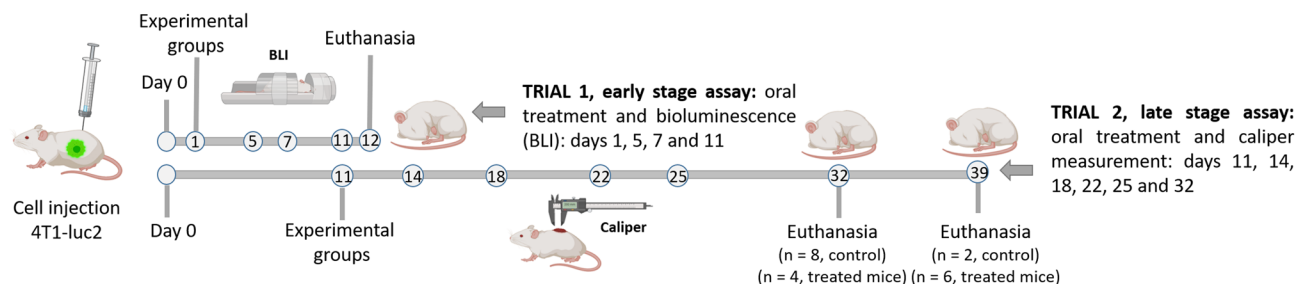 Experimental
groups
BLI
Euthanasia
Day 0
1
5
7
11
12
TRIAL 1, early stage assay: oral
treatment and bioluminescence
(BLI): days 1, 5, 7 and 11
TRIAL 2, late stage assay:
oral treatment and caliper
measurement: days 11, 14,
18, 22, 25 and 32
11
14
18
22
25
32
39
Cell injection
4T1-luc2
Day 0
Experimental
groups
Caliper
Euthanasia
(n = 8, control)
(n = 4, treated mice)
Euthanasia
(n = 2, control)
(n = 6, treated mice)